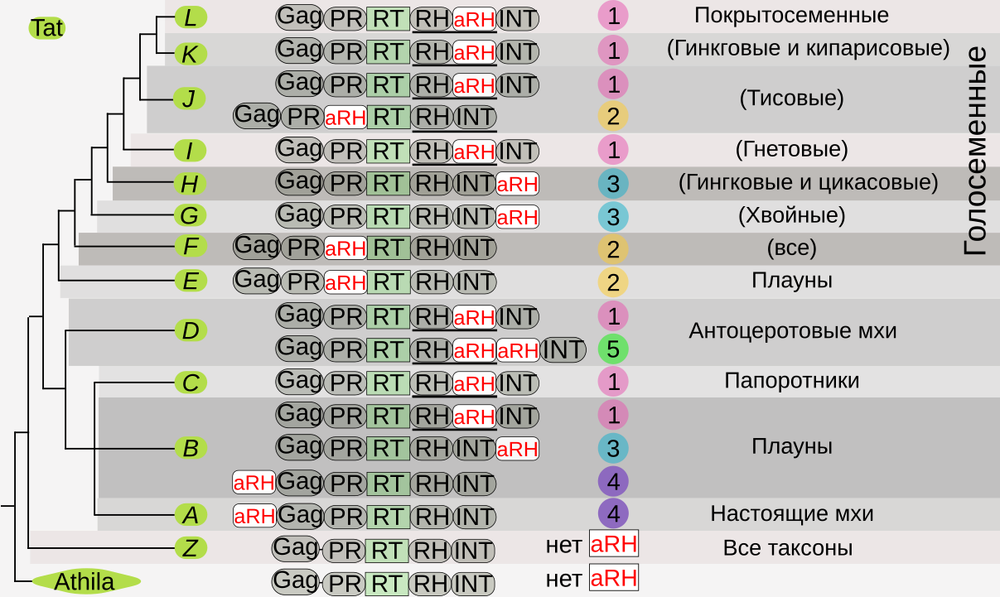 Tat
L Gag PR RT RH aRH INT 1 Покрытосеменные
K Gag PR RT RH aRH INT 1 (Гинкговые и кипарисовые)
J Gag PR RT RH aRH INT 1 (Тисовые)
Gag PR aRH RT RH INT 2
I Gag PR RT RH aRH INT 1 (Гнетовые)
H Gag PR RT RH INT aRH 3 (Гингковые и цикасовые)
G Gag PR RT RH INT aRH 3 (Хвойные)
F Gag PR aRH RT RH INT 2 (все)
Голосеменные
E Gag PR aRH RT RH INT 2 Плауны
D Gag PR RT RH aRH INT 1 Антоцеротовые мхи
Gag PR RT RH aRH aRH INT 5
C Gag PR RT RH aRH INT 1 Папоротники
Gag PR RT RH aRH INT 1
B Gag PR RT RH INT aRH 3 Плауны
aRH Gag PR RT RH INT 4
A aRH Gag PR RT RH INT 4 Настоящие мхи
Z Gag PR RT RH INT нет aRH Все таксоны
Athila Gag PR RT RH INT нет aRH